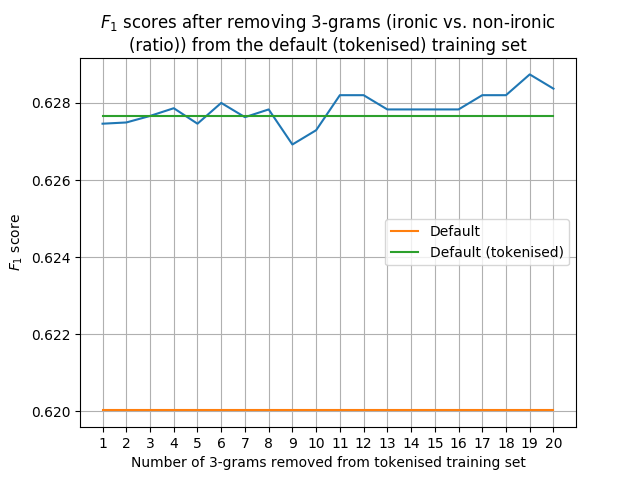 F1 scores after removing 3-grams (ironic vs. non-ironic
(ratio)) from the default (tokenised) training set
0.628
0.626
0.624
0.622
0.620
F1 score
Default
Default (tokenised)
1 2 3 4 5 6 7 8 9 10 11 12 13 14 15 16 17 18 19 20
Number of 3-grams removed from tokenised training set